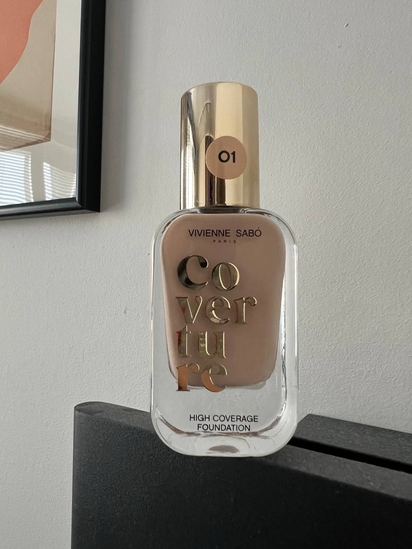 01
VIVIENNE SABÓ
PARIS
co
ver
tu
re
HIGH COVERAGE
FOUNDATION